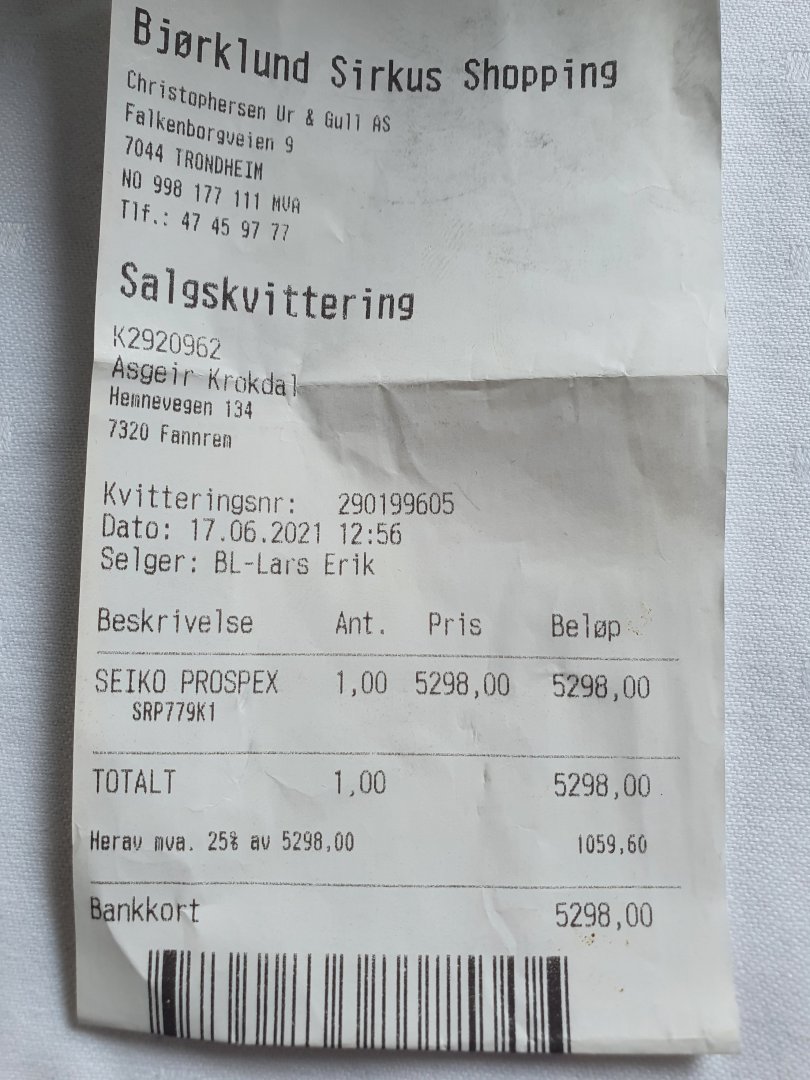 Bjørklund Sirkus Shopping
Christophersen Ur & Gull AS
Falkenborgveien 9
7044 TRONDHEIM
NO 998 177 111 MVA
Tlf.: 47 45 97 77
Salgskvittering
K2920962
Asgeir Krokdal
Hemnevegen 134
7320 Fannrem
Kvitteringsnr: 290199605
Dato: 17.06.2021 12:56
Selger: BL-Lars Erik
Beskrivelse Ant. Pris Beløp
SEIKO PROSPEX 1,00 5298,00 5298,00
SRP779K1
TOTALT 1,00 5298,00
Herav mva. 25% av 5298,00 1059,60
Bankkort 5298,00